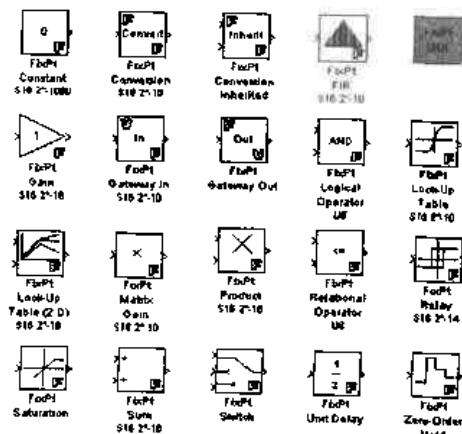 0
FixPt
Constant
Convert
FixPt
Conversion
S16 2^-10
Inherit
FixPt
Conversion
Inherited
FixPt
FIR
S16 2^-10
FixPt
GUI
1
FixPt
Gain
S16 2^-10
In
FixPt
Gateway In
S16 2^-10
Out
FixPt
Gateway Out
AND
FixPt
Logical
Operator
U8
FixPt
Look-Up
Table
S16 2^-10
FixPt
Look-Up
Table (2 D)
S16 2^-10
×
FixPt
Matrix
Gain
S16 2^-10
FixPt
Product
S16 2^-10
<=
FixPt
Relational
Operator
U8
FixPt
Relay
S16 2^-14
FixPt
Saturation
+
+
FixPt
Sum
S16 2^-10
FixPt
Switch
1
z
FixPt
Unit Delay
FixPt
Zero-Order
Hold